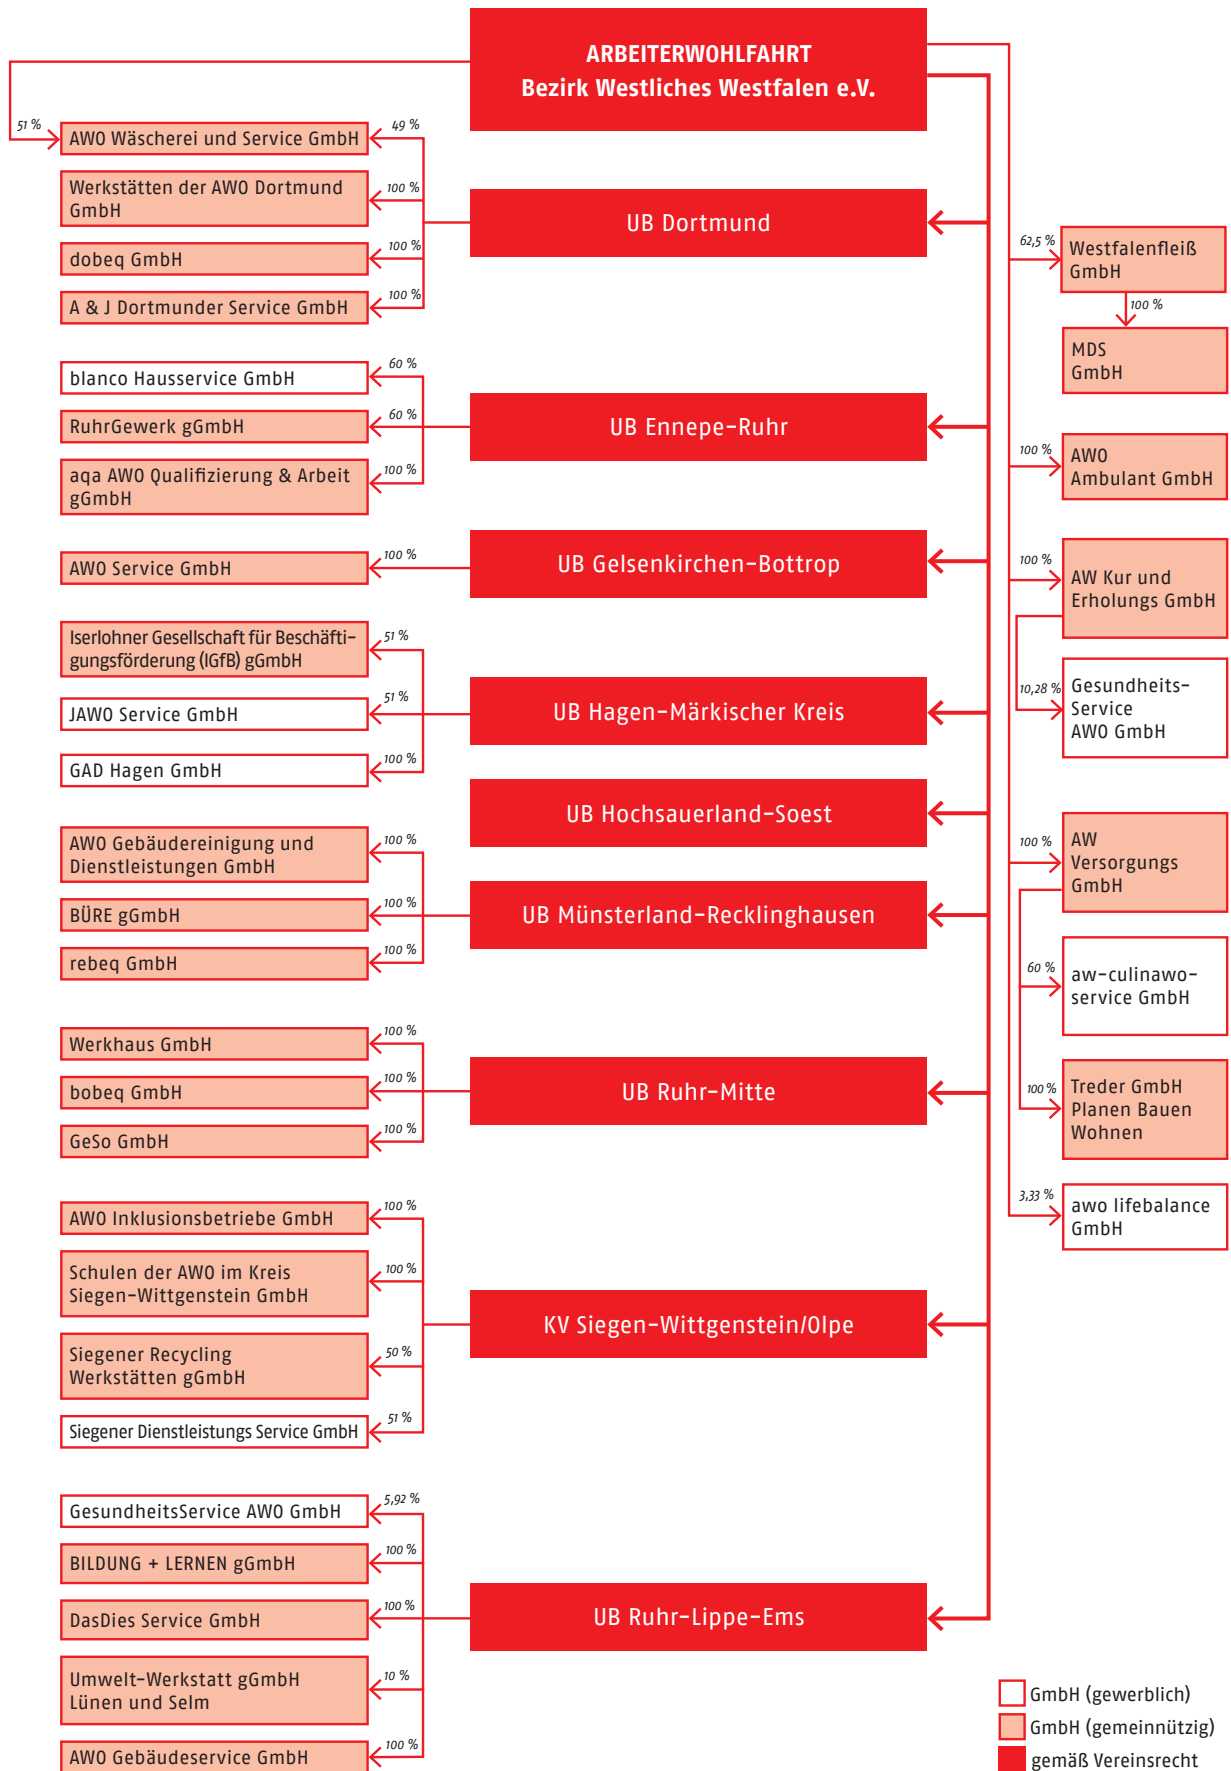 ARBEITERWOHLFAHRT
Bezirk Westliches Westfalen e.V.
51 %
AWO Wäscherei und Service GmbH
49 %
Werkstätten der AWO Dortmund
GmbH
100 %
dobeq GmbH
100 %
A & J Dortmunder Service GmbH
100 %
UB Dortmund
blanco Hausservice GmbH
60 %
RuhrGewerk gGmbH
60 %
aqa AWO Qualifizierung & Arbeit
gGmbH
100 %
UB Ennepe-Ruhr
AWO Service GmbH
100 %
UB Gelsenkirchen-Bottrop
Iserlohner Gesellschaft für Beschäfti-
gungsförderung (IGfB) gGmbH
51 %
JAWO Service GmbH
51 %
GAD Hagen GmbH
100 %
UB Hagen-Märkischer Kreis
UB Hochsauerland-Soest
AWO Gebäudereinigung und
Dienstleistungen GmbH
100 %
BÜRE gGmbH
100 %
rebeq GmbH
100 %
UB Münsterland-Recklinghausen
Werkhaus GmbH
100 %
bobeq GmbH
100 %
GeSo GmbH
100 %
UB Ruhr-Mitte
AWO Inklusionsbetriebe GmbH
100 %
Schulen der AWO im Kreis
Siegen-Wittgenstein GmbH
100 %
Siegener Recycling
Werkstätten gGmbH
50 %
Siegener Dienstleistungs Service GmbH
51 %
KV Siegen-Wittgenstein/Olpe
GesundheitsService AWO GmbH
5,92 %
BILDUNG + LERNEN gGmbH
100 %
DasDies Service GmbH
100 %
Umwelt-Werkstatt gGmbH
Lünen und Selm
10 %
AWO Gebäudeservice GmbH
100 %
UB Ruhr-Lippe-Ems
62,5 %
Westfalenfleiß
GmbH
100 %
MDS
GmbH
100 %
AWO
Ambulant GmbH
100 %
AW Kur und
Erholungs GmbH
10,28 %
Gesundheits-
Service
AWO GmbH
100 %
AW
Versorgungs
GmbH
60 %
aw-culinawo-
service GmbH
100 %
Treder GmbH
Planen Bauen
Wohnen
3,33 %
awo lifebalance
GmbH
GmbH (gewerblich)
GmbH (gemeinnützig)
gemäß Vereinsrecht